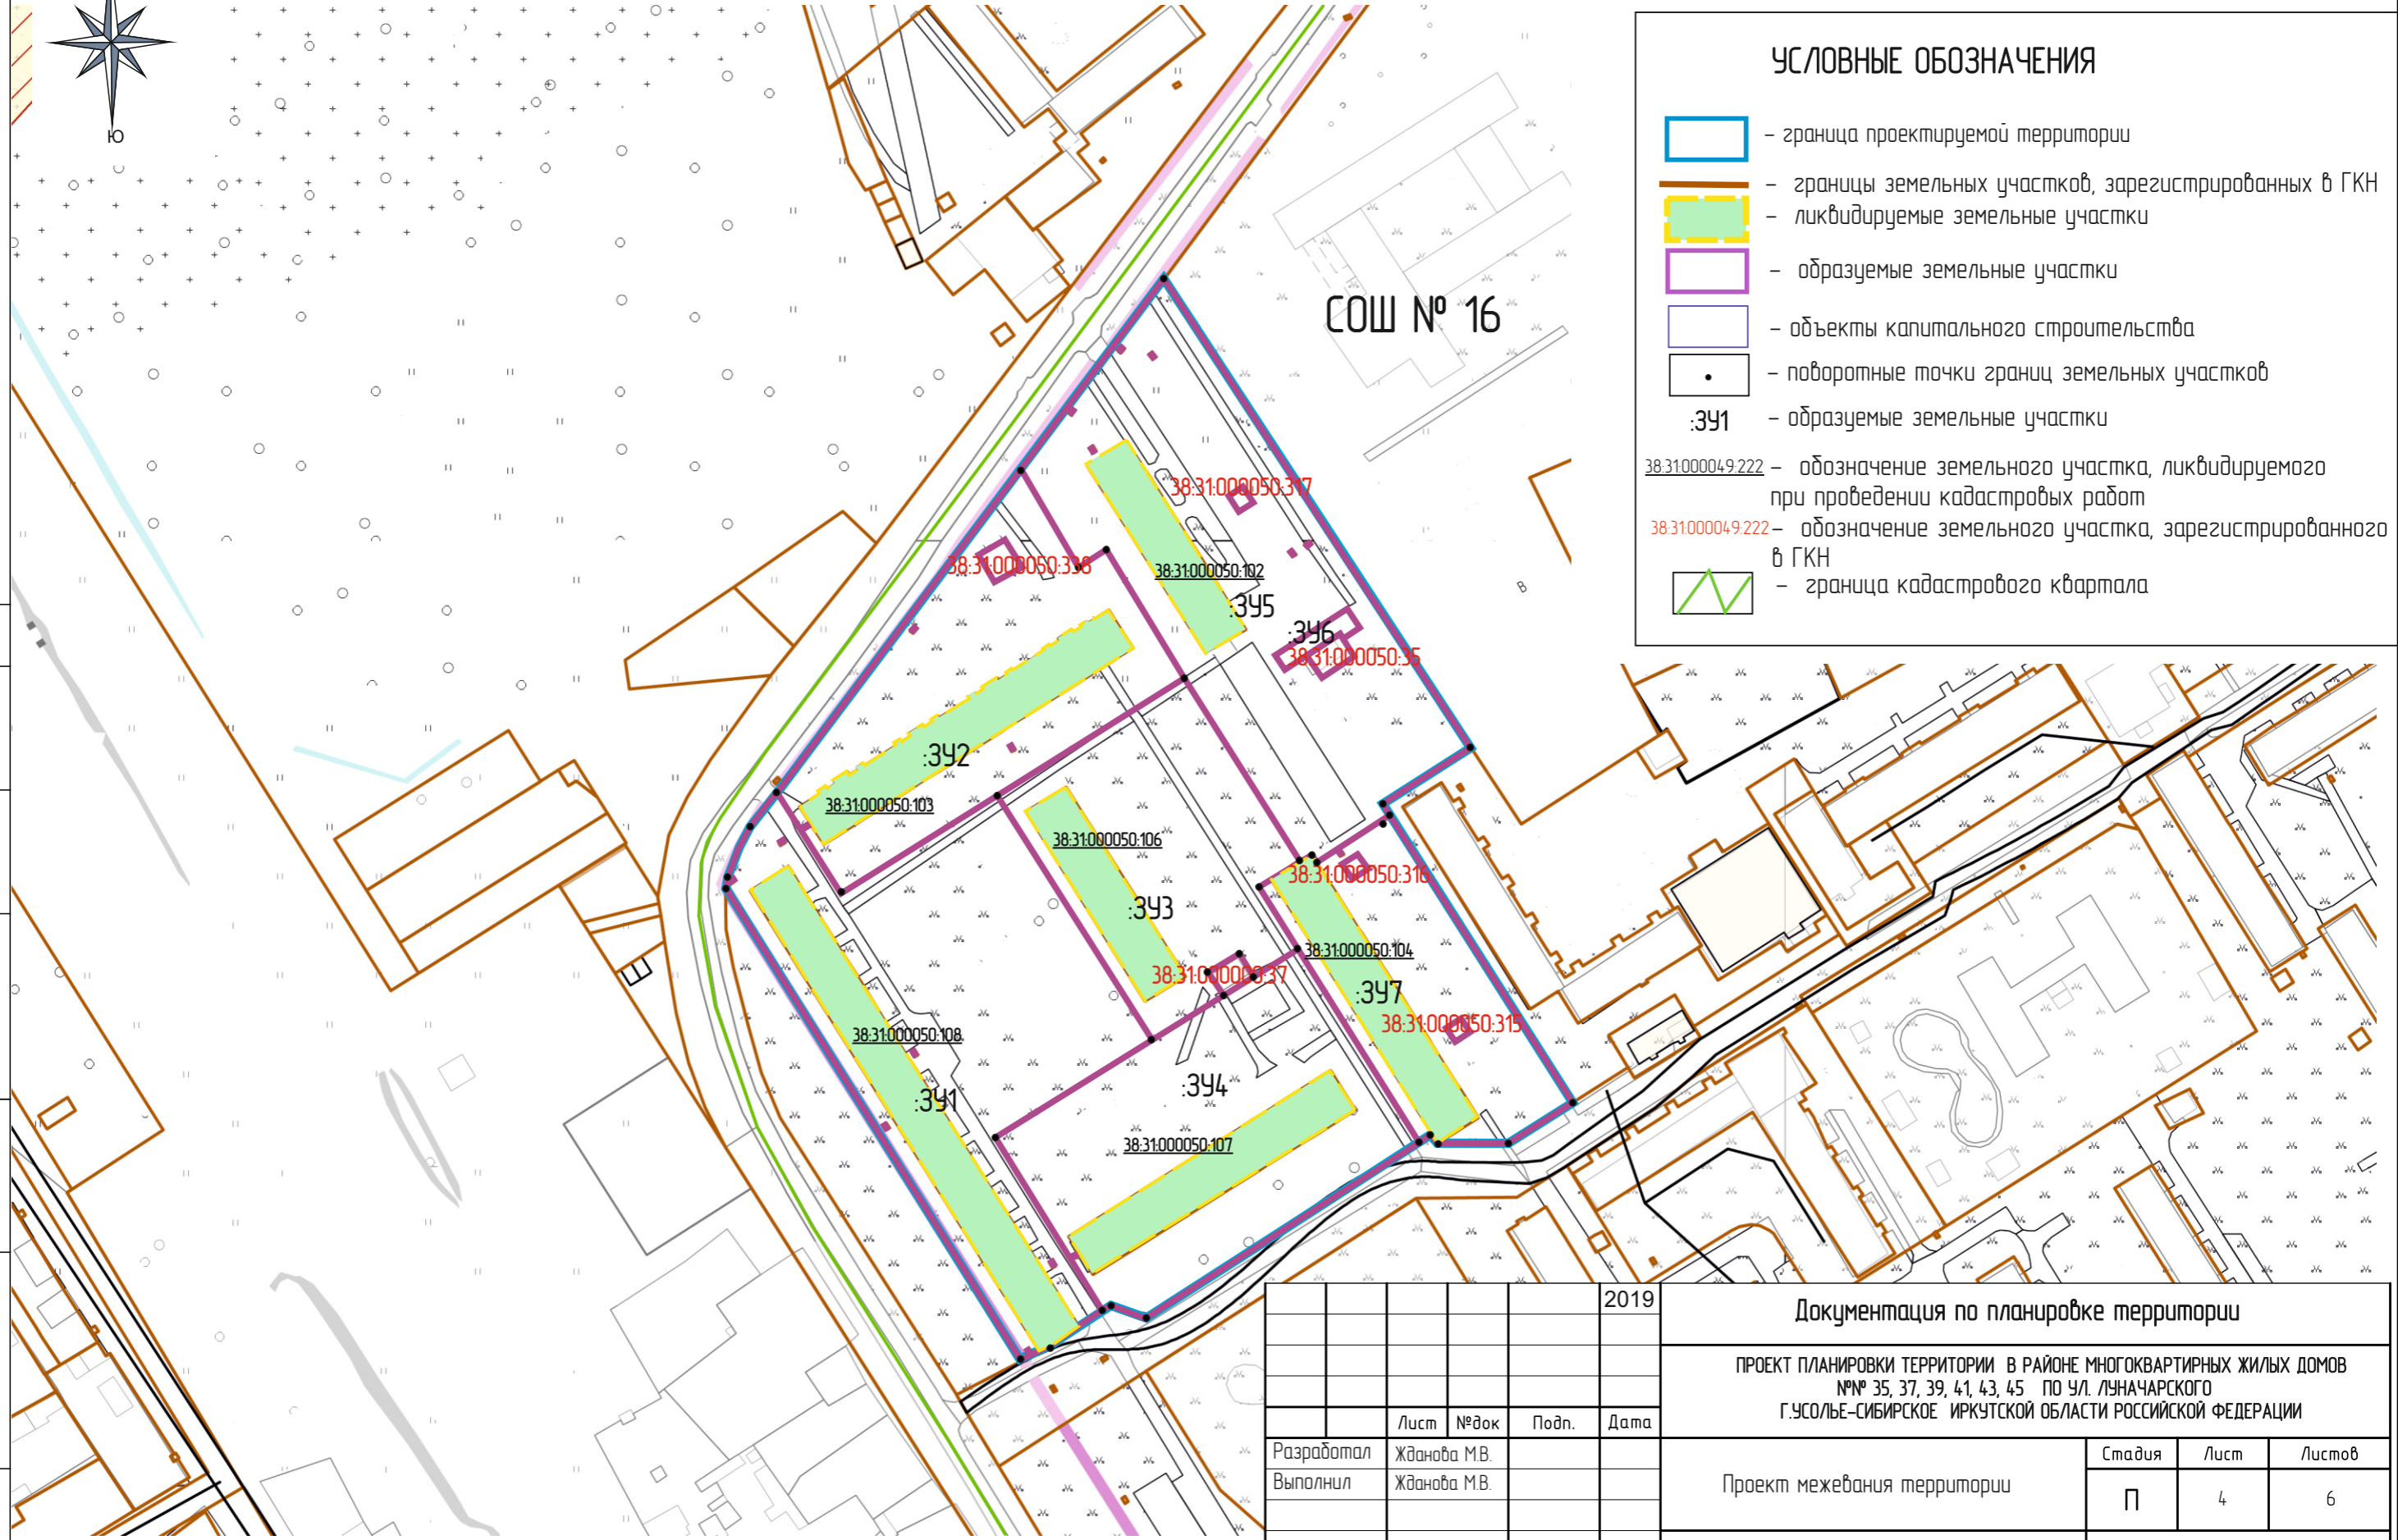 Ю
УСЛОВНЫЕ ОБОЗНАЧЕНИЯ
– граница проектируемой территории
– границы земельных участков, зарегистрированных в ГКН
– ликвидируемые земельные участки
– образуемые земельные участки
– объекты капитального строительства
– поворотные точки границ земельных участков
:ЗУ1 – образуемые земельные участки
38:31:000049:222 – обозначение земельного участка, ликвидируемого
при проведении кадастровых работ
38:31:000049:222 – обозначение земельного участка, зарегистрированного
в ГКН
– граница кадастрового квартала
СОШ № 16
38:31:000050:317
38:31:000050:338
38:31:000050:102
:ЗУ5
:ЗУ6
38:31:000050:35
:ЗУ2
38:31:000050:103
38:31:000050:106
38:31:000050:316
:ЗУ3
38:31:000050:104
38:31:000000:37
:ЗУ7
38:31:000050:315
38:31:000050:108
:ЗУ4
:ЗУ1
38:31:000050:107
В
2019
Документация по планировке территории
ПРОЕКТ ПЛАНИРОВКИ ТЕРРИТОРИИ В РАЙОНЕ МНОГОКВАРТИРНЫХ ЖИЛЫХ ДОМОВ
№№ 35, 37, 39, 41, 43, 45 ПО УЛ. ЛУНАЧАРСКОГО
Г.УСОЛЬЕ-СИБИРСКОЕ ИРКУТСКОЙ ОБЛАСТИ РОССИЙСКОЙ ФЕДЕРАЦИИ
Лист №док Подп. Дата
Разработал Жданова М.В.
Выполнил Жданова М.В.
Проект межевания территории
Стадия Лист Листов
П 4 6